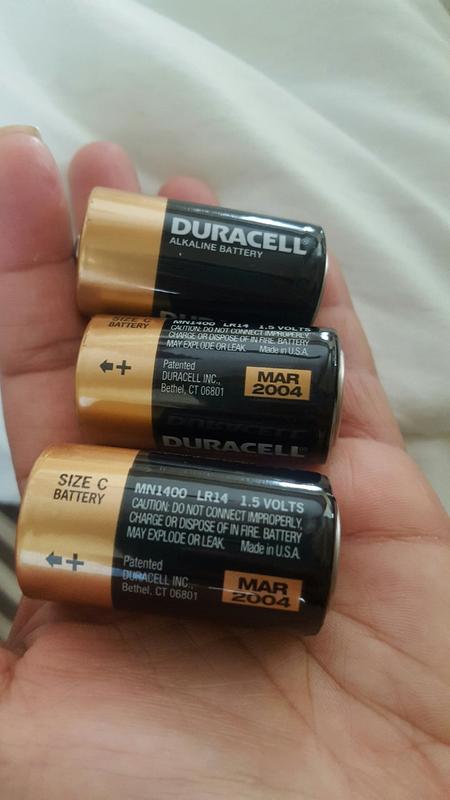 DURACELL®
ALKALINE BATTERY
SIZE C
BATTERY
MN1400 LR14 1.5 VOLTS
CAUTION: DO NOT CONNECT IMPROPERLY,
CHARGE OR DISPOSE OF IN FIRE. BATTERY
MAY EXPLODE OR LEAK. Made in U.S.A.
+
Patented
DURACELL INC.,
Bethel, CT 06801
MAR
2004
DURACELL
SIZE C
BATTERY
MN1400 LR14 1.5 VOLTS
CAUTION: DO NOT CONNECT IMPROPERLY,
CHARGE OR DISPOSE OF IN FIRE. BATTERY
MAY EXPLODE OR LEAK. Made in U.S.A.
+
Patented
DURACELL INC.,
Bethel, CT 06801
MAR
2004